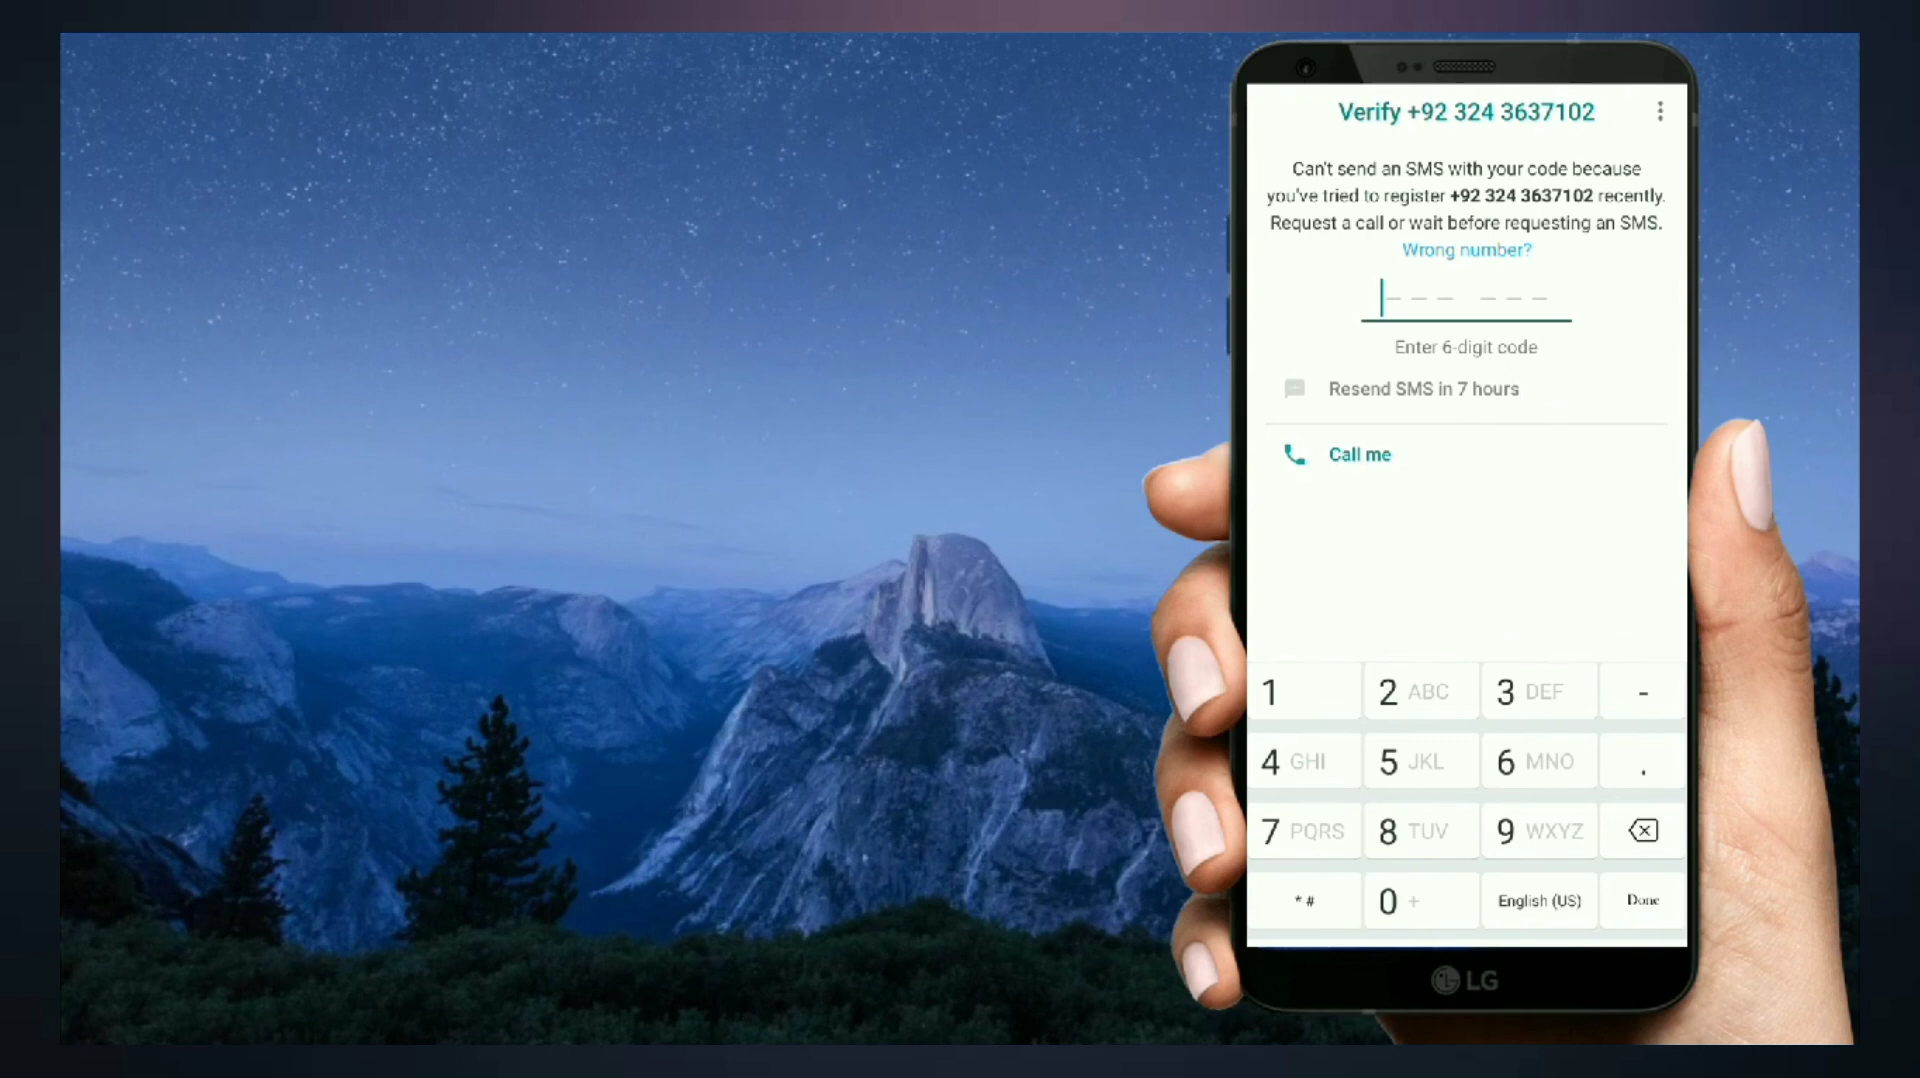 Verify +92 324 3637102
Can't send an SMS with your code because
you've tried to register +92 324 3637102 recently.
Request a call or wait before requesting an SMS.
Wrong number?
Enter 6-digit code
Resend SMS in 7 hours
Call me
1 2 ABC 3 DEF -
4 GHI 5 JKL 6 MNO .
7 PQRS 8 TUV 9 WXYZ
* # 0 + English (US) Done
LG